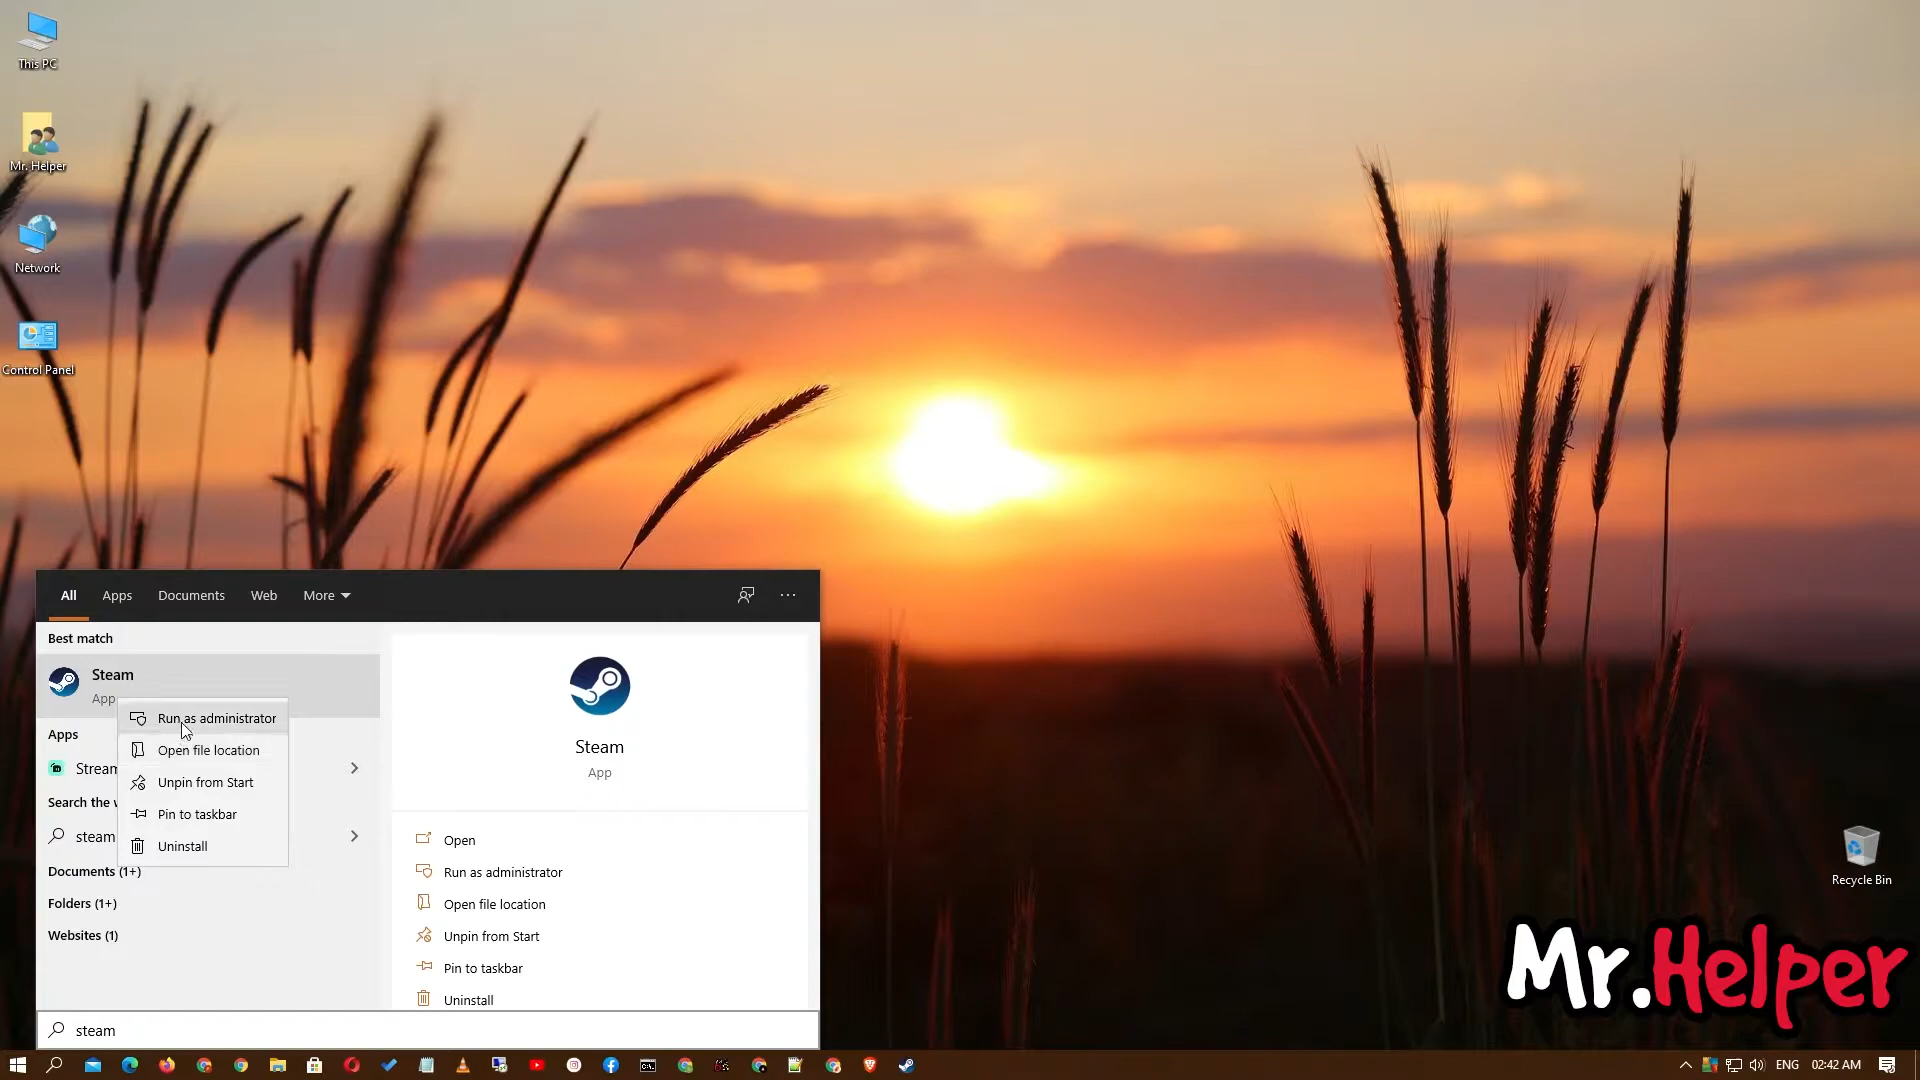 This PC
Mr. Helper
Network
Control Panel
All Apps Documents Web More
Best match
Steam
App
Run as administrator
Open file location
Unpin from Start
Pin to taskbar
Uninstall
Apps
Stream
Search the w
steam
Documents (1+)
Folders (1+)
Websites (1)
Steam
App
Open
Run as administrator
Open file location
Unpin from Start
Pin to taskbar
Uninstall
steam
Recycle Bin
Mr.Helper
ENG 02:42 AM